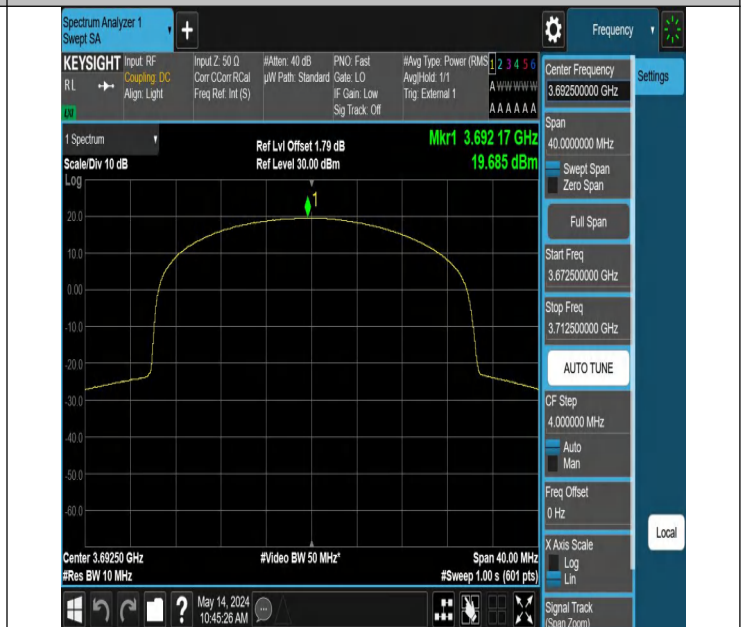 Spectrum Analyzer 1
Swept SA
+
Frequency
KEYSIGHT
RL
Input: RF
Coupling: DC
Align: Light
Input Z: 50 Ω
Corr CCorr RCal
Freq Ref: Int (S)
#Atten: 40 dB
µW Path: Standard
PNO: Fast
Gate: LO
IF Gain: Low
Sig Track: Off
#Avg Type: Power (RMS
Avg|Hold: 1/1
Trig: External 1
1 2 3 4 5 6
A W W W W W
A A A A A A
1 Spectrum
Scale/Div 10 dB
Log
Ref Lvl Offset 1.79 dB
Ref Level 30.00 dBm
Mkr1 3.692 17 GHz
19.685 dBm
1
20.0
10.0
0.00
-10.0
-20.0
-30.0
-40.0
-50.0
-60.0
Center 3.69250 GHz
#Res BW 10 MHz
#Video BW 50 MHz*
Span 40.00 MHz
#Sweep 1.00 s (601 pts)
Center Frequency
3.692500000 GHz
Settings
Span
40.0000000 MHz
Swept Span
Zero Span
Full Span
Start Freq
3.672500000 GHz
Stop Freq
3.712500000 GHz
AUTO TUNE
CF Step
4.000000 MHz
Auto
Man
Freq Offset
0 Hz
X Axis Scale
Log
Lin
Local
Signal Track
(Span Zoom)
?
May 14, 2024
10:45:26 AM